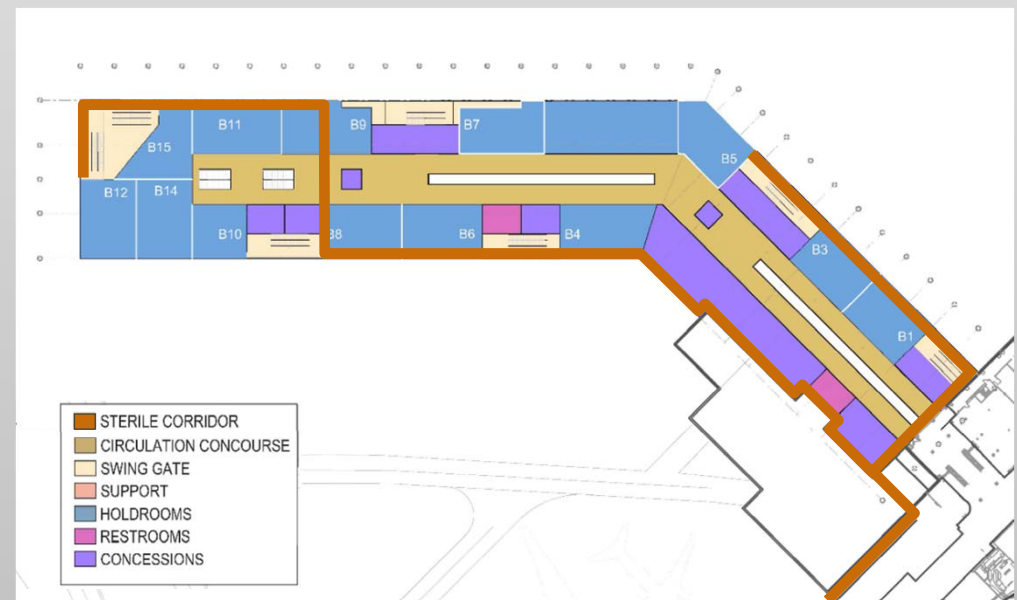 B11
B9
B7
B15
B5
B12
B14
B10
B8
B6
B4
B3
B1
STERILE CORRIDOR
CIRCULATION CONCOURSE
SWING GATE
SUPPORT
HOLDROOMS
RESTROOMS
CONCESSIONS